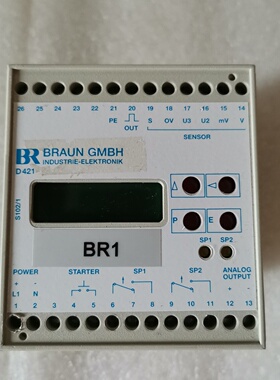 26 25 24 23 22 21 20 19 18 17 16 15 14
PE OUT S OV U3 U2 mV V
SENSOR
BR BRAUN GMBH
INDUSTRIE-ELEKTRONIK
D421
S102/1
P E
BR1
SP1 SP2
POWER STARTER SP1 SP2 ANALOG OUTPUT
+ - + -
L1 N
1 2 3 4 5 6 7 8 9 10 11 12 13